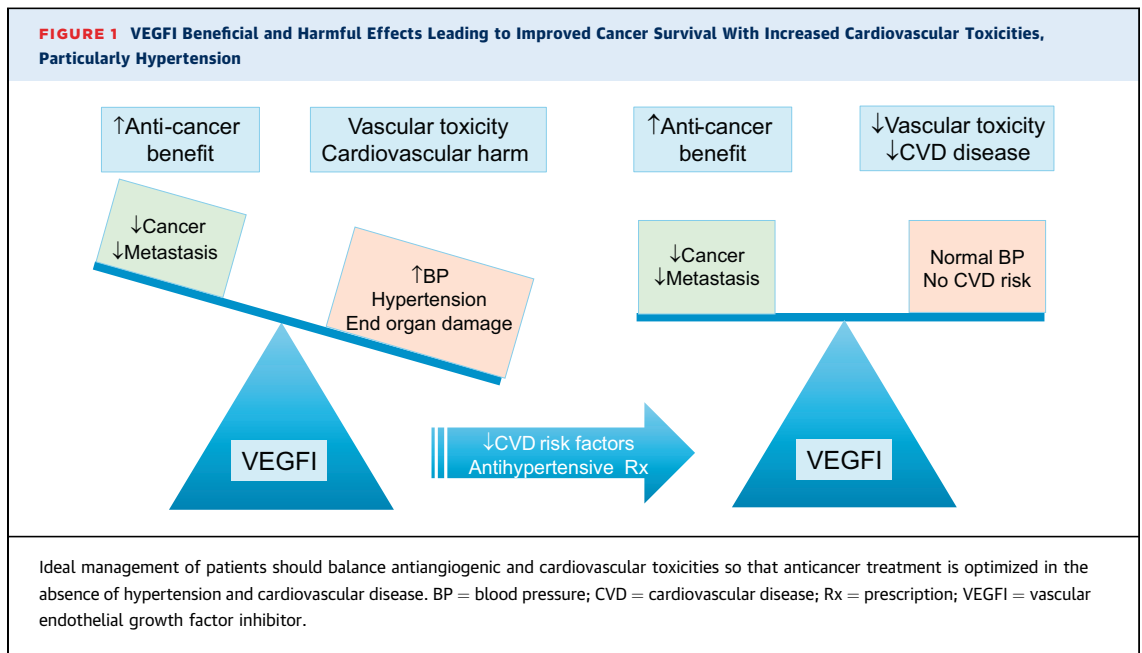 FIGURE 1 VEGFI Beneficial and Harmful Effects Leading to Improved Cancer Survival With Increased Cardiovascular Toxicities,
Particularly Hypertension
↑Anti-cancer
benefit
Vascular toxicity
Cardiovascular harm
↓Cancer
↓Metastasis
↑BP
Hypertension
End organ damage
VEGFI
↓CVD risk factors
Antihypertensive Rx
↑Anti-cancer
benefit
↓Vascular toxicity
↓CVD disease
↓Cancer
↓Metastasis
Normal BP
No CVD risk
VEGFI
Ideal management of patients should balance antiangiogenic and cardiovascular toxicities so that anticancer treatment is optimized in the
absence of hypertension and cardiovascular disease. BP = blood pressure; CVD = cardiovascular disease; Rx = prescription; VEGFI = vascular
endothelial growth factor inhibitor.